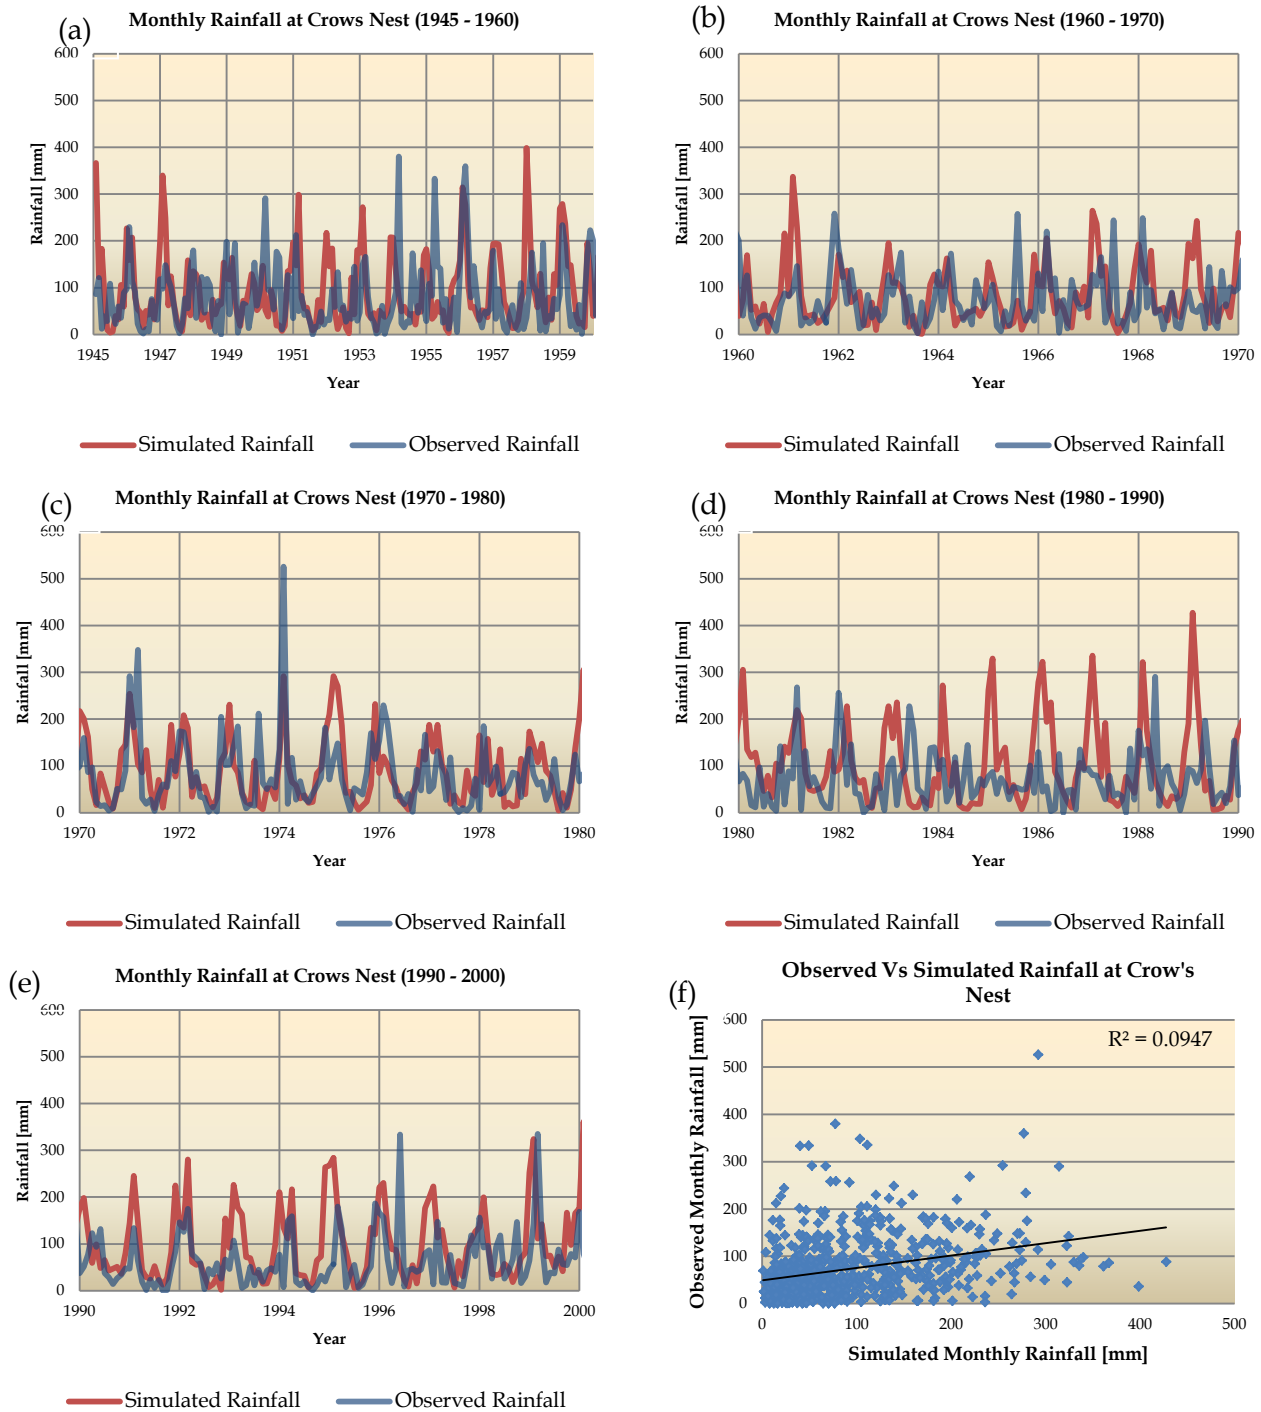 (a)
Monthly Rainfall at Crows Nest (1945 - 1960)
600
500
400
300
200
100
0
Rainfall [mm]
1945 1947 1949 1951 1953 1955 1957 1959
Year
Simulated Rainfall Observed Rainfall
(b)
Monthly Rainfall at Crows Nest (1960 - 1970)
600
500
400
300
200
100
0
Rainfall [mm]
1960 1962 1964 1966 1968 1970
Year
Simulated Rainfall Observed Rainfall
(c)
Monthly Rainfall at Crows Nest (1970 - 1980)
600
500
400
300
200
100
0
Rainfall [mm]
1970 1972 1974 1976 1978 1980
Year
Simulated Rainfall Observed Rainfall
(d)
Monthly Rainfall at Crows Nest (1980 - 1990)
600
500
400
300
200
100
0
Rainfall [mm]
1980 1982 1984 1986 1988 1990
Year
Simulated Rainfall Observed Rainfall
(e)
Monthly Rainfall at Crows Nest (1990 - 2000)
600
500
400
300
200
100
0
Rainfall [mm]
1990 1992 1994 1996 1998 2000
Year
Simulated Rainfall Observed Rainfall
(f)
Observed Vs Simulated Rainfall at Crow's
Nest
R² = 0.0947
600
500
400
300
200
100
0
Observed Monthly Rainfall [mm]
0 100 200 300 400 500
Simulated Monthly Rainfall [mm]